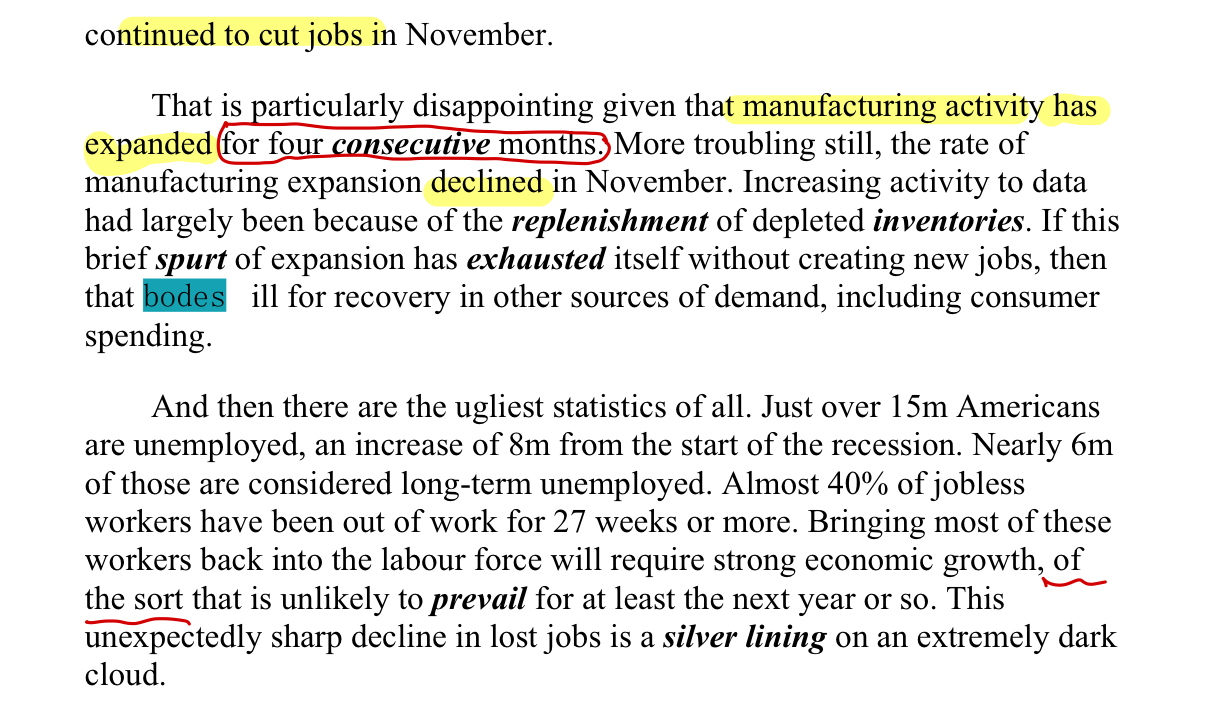 continued to cut jobs in November.
That is particularly disappointing given that manufacturing activity has
expanded for four consecutive months. More troubling still, the rate of
manufacturing expansion declined in November. Increasing activity to data
had largely been because of the replenishment of depleted inventories. If this
brief spurt of expansion has exhausted itself without creating new jobs, then
that bodes ill for recovery in other sources of demand, including consumer
spending.
And then there are the ugliest statistics of all. Just over 15m Americans
are unemployed, an increase of 8m from the start of the recession. Nearly 6m
of those are considered long-term unemployed. Almost 40% of jobless
workers have been out of work for 27 weeks or more. Bringing most of these
workers back into the labour force will require strong economic growth, of
the sort that is unlikely to prevail for at least the next year or so. This
unexpectedly sharp decline in lost jobs is a silver lining on an extremely dark
cloud.